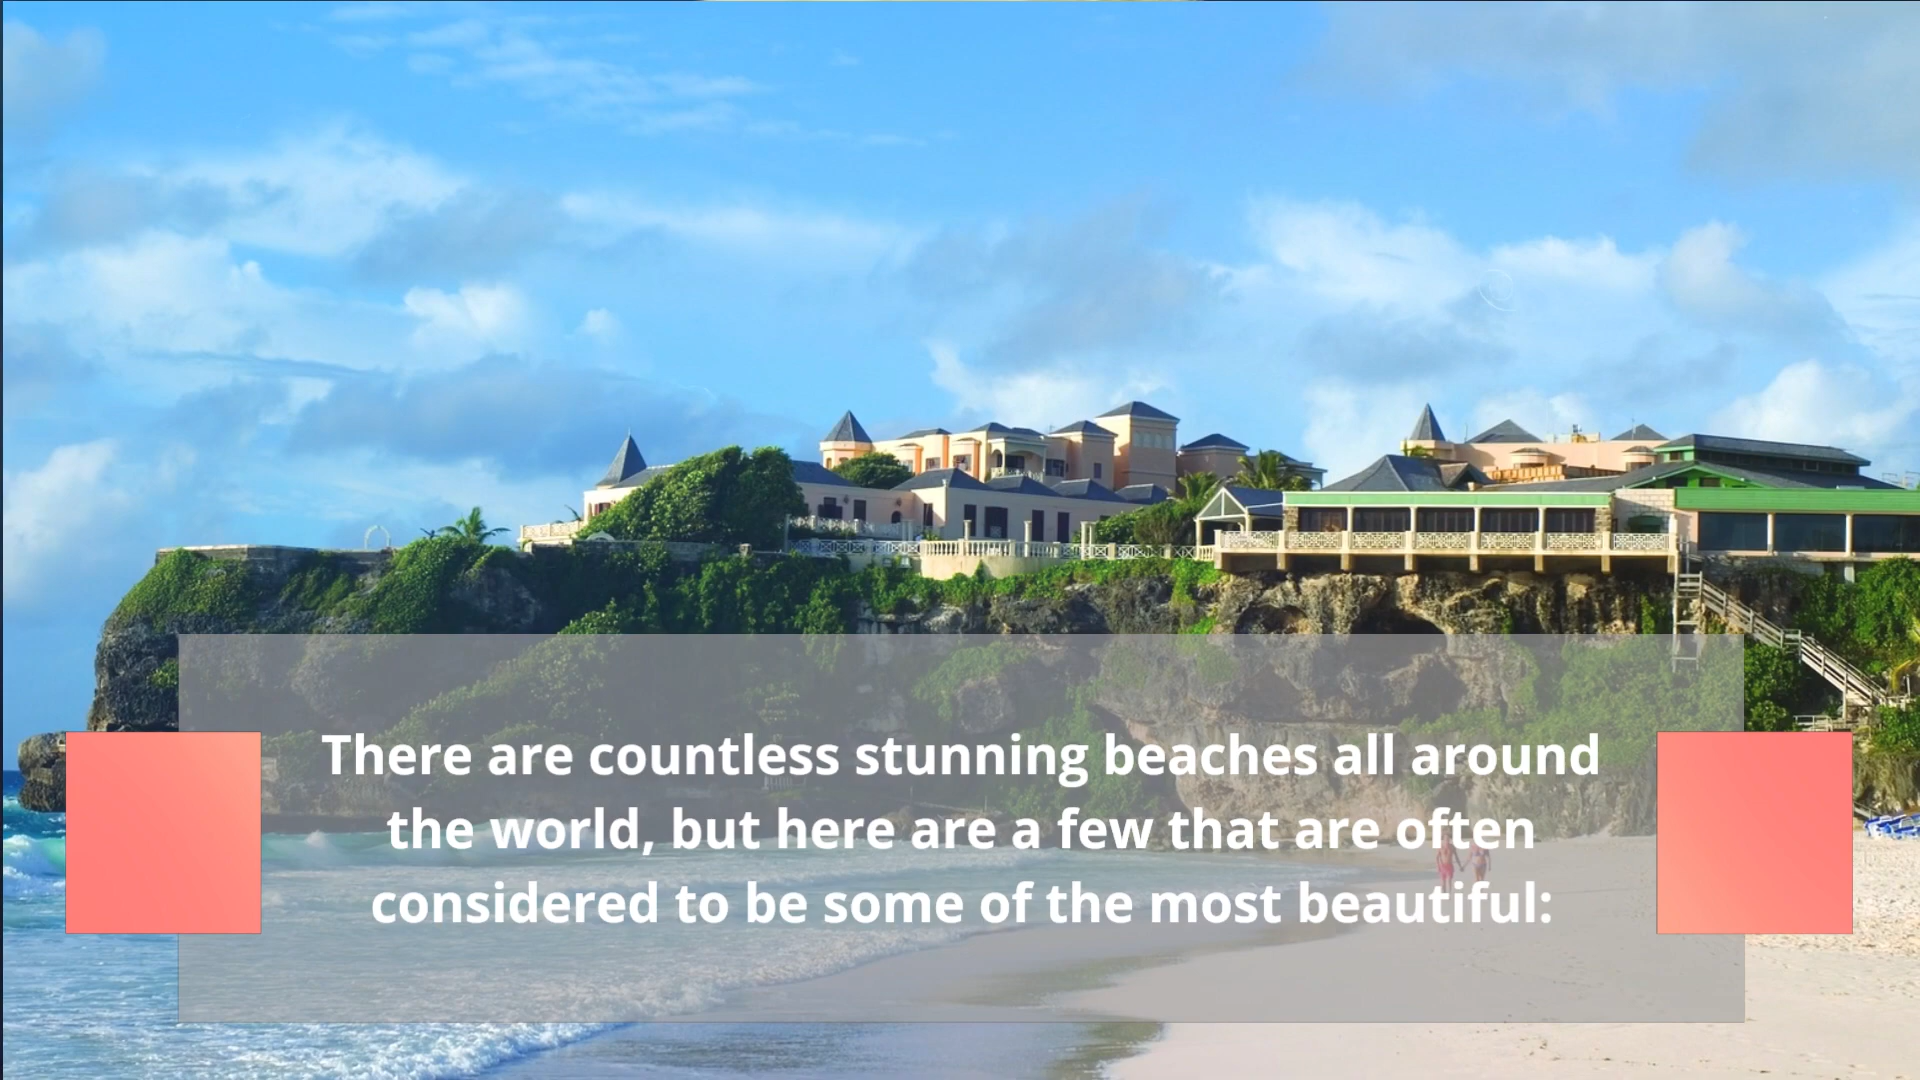 There are countless stunning beaches all around
the world, but here are a few that are often
considered to be some of the most beautiful: